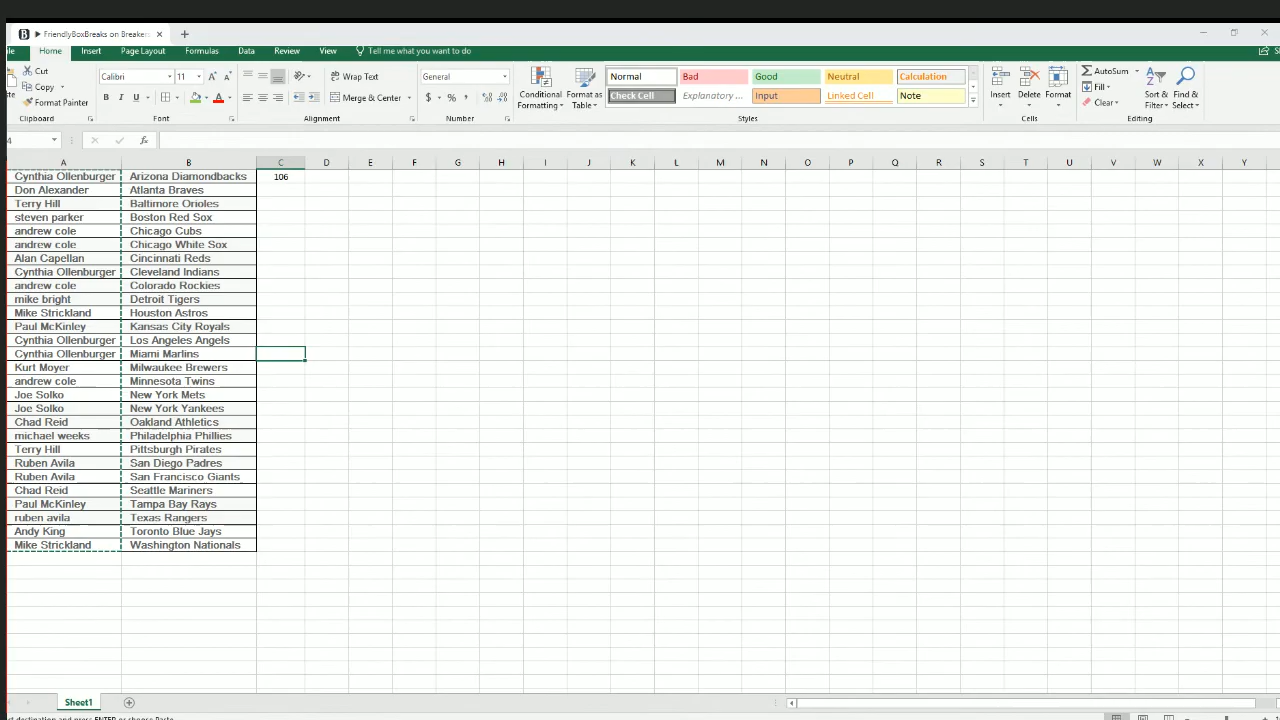 B ▶ FriendlyBoxBreaks on Breakers × +
Home Insert Page Layout Formulas Data Review View Tell me what you want to do
Cut
Copy
Format Painter
Clipboard
Calibri 11
B I U
Font
Wrap Text
Merge & Center
Alignment
General
$ % ,
Number
Conditional Formatting
Format as Table
Normal Bad Good Neutral Calculation
Check Cell Explanatory ... Input Linked Cell Note
Styles
Insert Delete Format
Cells
AutoSum
Fill
Clear
Sort & Filter
Find & Select
Editing
4 fx
A B C D E F G H I J K L M N O P Q R S T U V W X Y
Cynthia Ollenburger Arizona Diamondbacks 106
Don Alexander Atlanta Braves
Terry Hill Baltimore Orioles
steven parker Boston Red Sox
andrew cole Chicago Cubs
andrew cole Chicago White Sox
Alan Capellan Cincinnati Reds
Cynthia Ollenburger Cleveland Indians
andrew cole Colorado Rockies
mike bright Detroit Tigers
Mike Strickland Houston Astros
Paul McKinley Kansas City Royals
Cynthia Ollenburger Los Angeles Angels
Cynthia Ollenburger Miami Marlins
Kurt Moyer Milwaukee Brewers
andrew cole Minnesota Twins
Joe Solko New York Mets
Joe Solko New York Yankees
Chad Reid Oakland Athletics
michael weeks Philadelphia Phillies
Terry Hill Pittsburgh Pirates
Ruben Avila San Diego Padres
Ruben Avila San Francisco Giants
Chad Reid Seattle Mariners
Paul McKinley Tampa Bay Rays
ruben avila Texas Rangers
Andy King Toronto Blue Jays
Mike Strickland Washington Nationals
Sheet1
destination and press ENTER or choose Paste